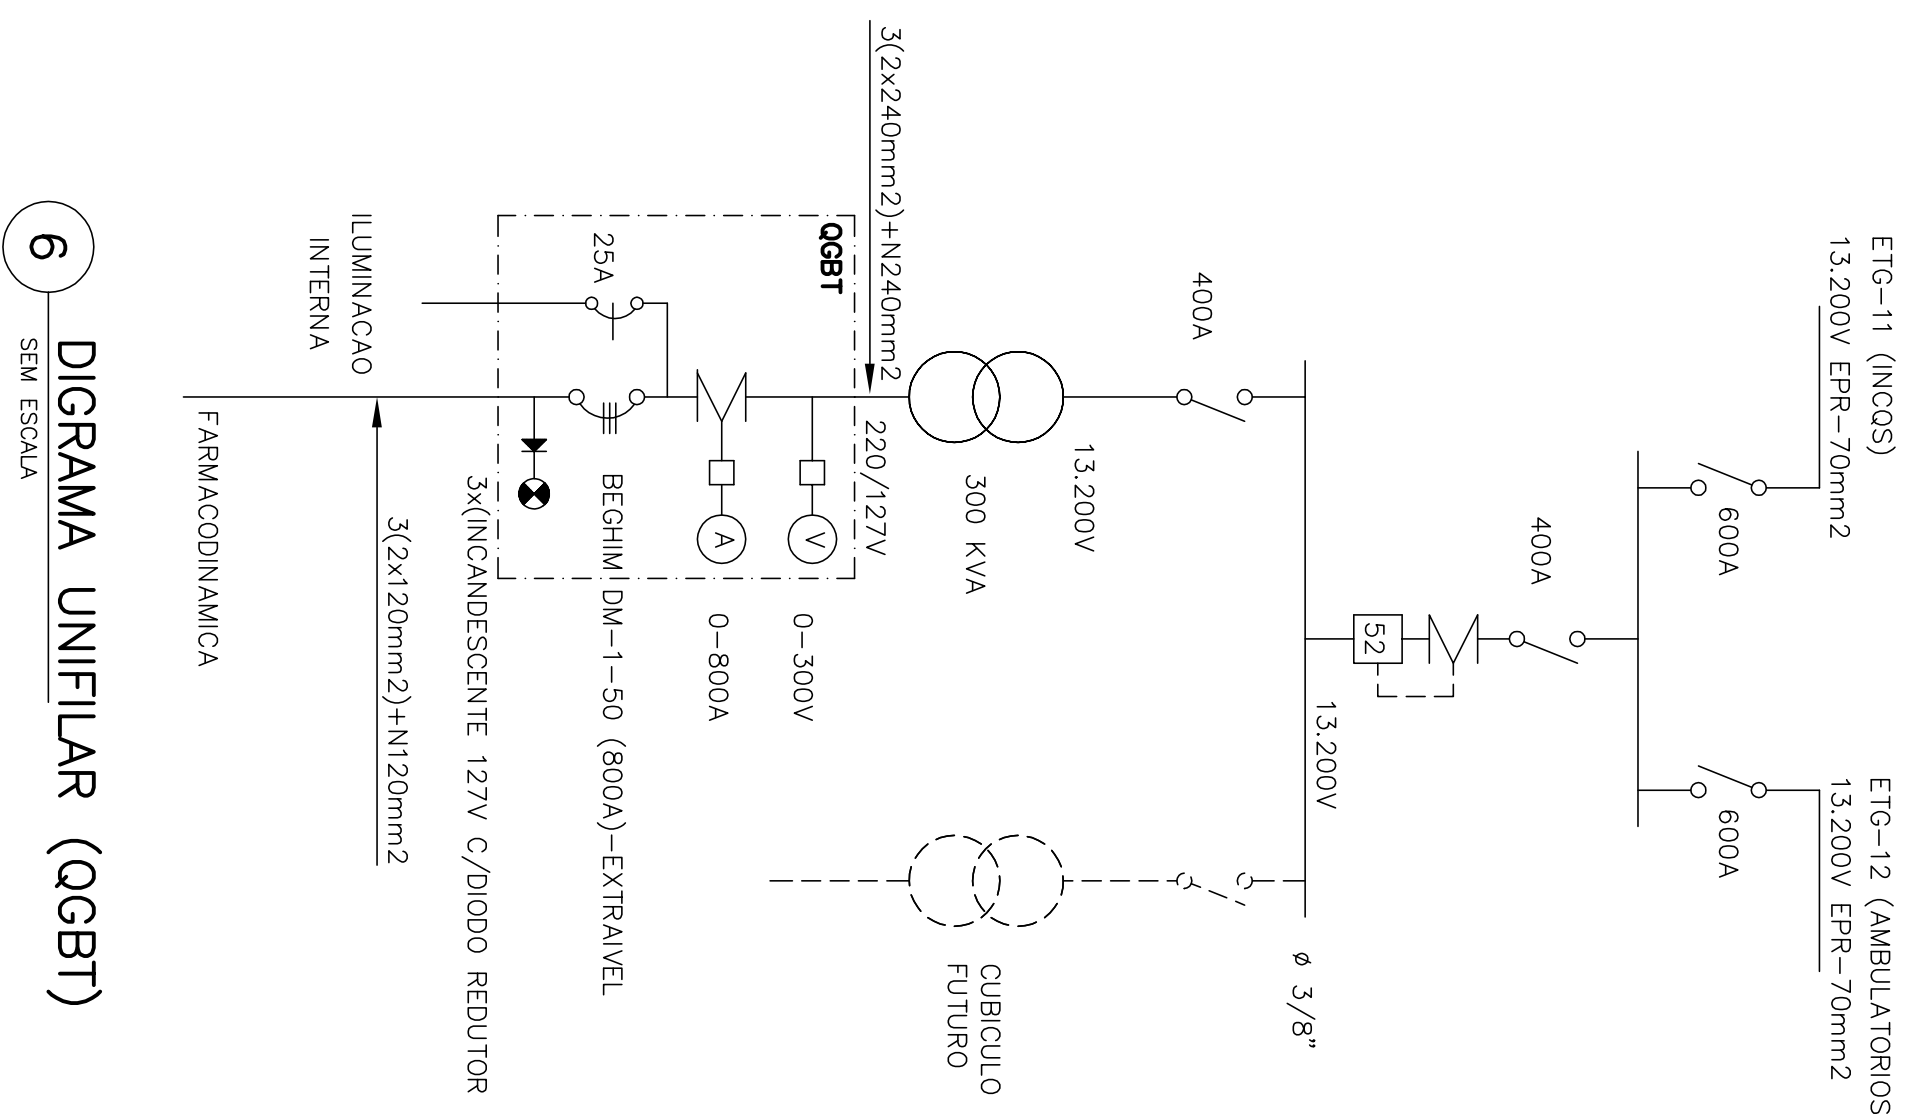 ETG-11 (INCQS)
13.200V EPR-70mm2
ETG-12 (AMBULATORIOS
13.200V EPR-70mm2
600A
600A
400A
52
13.200V
ø 3/8"
400A
13.200V
300 KVA
CUBICULO
FUTURO
3(2x240mm2)+N240mm2
220/127V
QGBT
V
0-300V
A
0-800A
25A
BEGHIM DM-1-50 (800A)-EXTRAIVEL
3x(INCANDESCENTE 127V C/DIODO REDUTOR
ILUMINACAO
INTERNA
3(2x120mm2)+N120mm2
FARMACODINAMICA
6
DIGRAMA UNIFILAR (QGBT)
SEM ESCALA